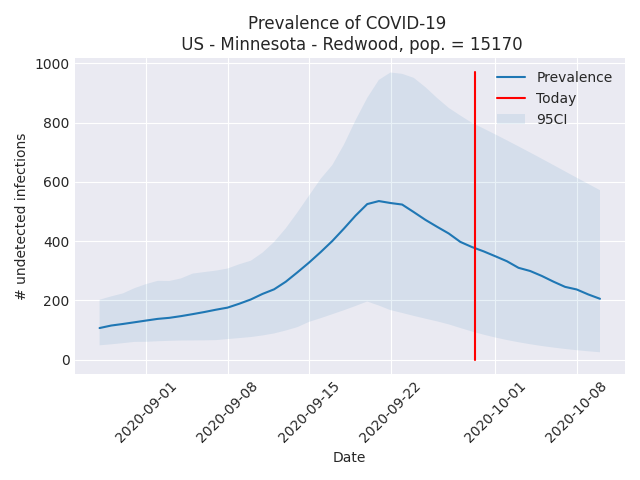 Prevalence of COVID-19
US - Minnesota - Redwood, pop. = 15170
# undetected infections
1000
800
600
400
200
0
Prevalence
Today
95CI
2020-09-01
2020-09-08
2020-09-15
2020-09-22
2020-10-01
2020-10-08
Date